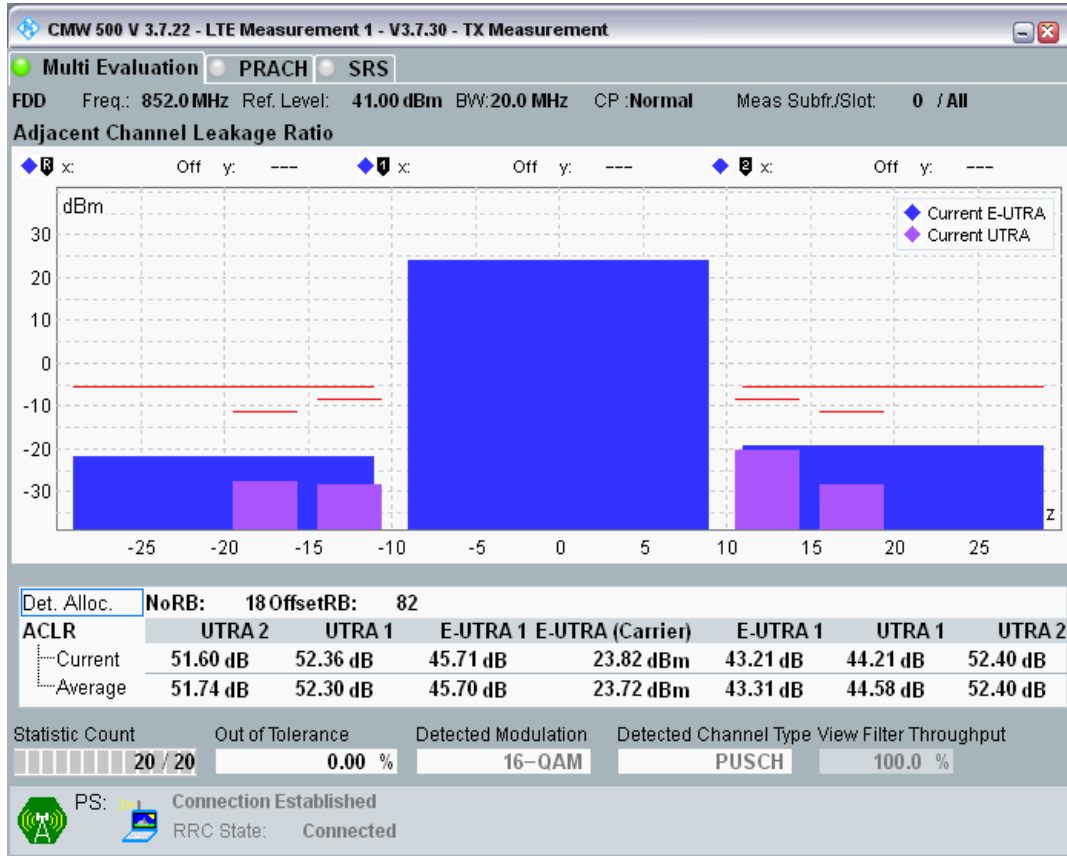 CMW 500 V 3.7.22 - LTE Measurement 1 - V3.7.30 - TX Measurement
Multi Evaluation PRACH SRS
FDD Freq.: 852.0 MHz Ref. Level: 41.00 dBm BW: 20.0 MHz CP : Normal Meas Subfr./Slot: 0 / All
Adjacent Channel Leakage Ratio
R x: Off y: --- 1 x: Off y: --- 2 x: Off y: ---
dBm
Current E-UTRA
Current UTRA
30
20
10
0
-10
-20
-30
z
-25 -20 -15 -10 -5 0 5 10 15 20 25
Det. Alloc. NoRB: 18 OffsetRB: 82
ACLR UTRA 2 UTRA 1 E-UTRA 1 E-UTRA (Carrier) E-UTRA 1 UTRA 1 UTRA 2
Current 51.60 dB 52.36 dB 45.71 dB 23.82 dBm 43.21 dB 44.21 dB 52.40 dB
Average 51.74 dB 52.30 dB 45.70 dB 23.72 dBm 43.31 dB 44.58 dB 52.40 dB
Statistic Count Out of Tolerance Detected Modulation Detected Channel Type View Filter Throughput
20 / 20 0.00 % 16-QAM PUSCH 100.0 %
PS: Connection Established
RRC State: Connected